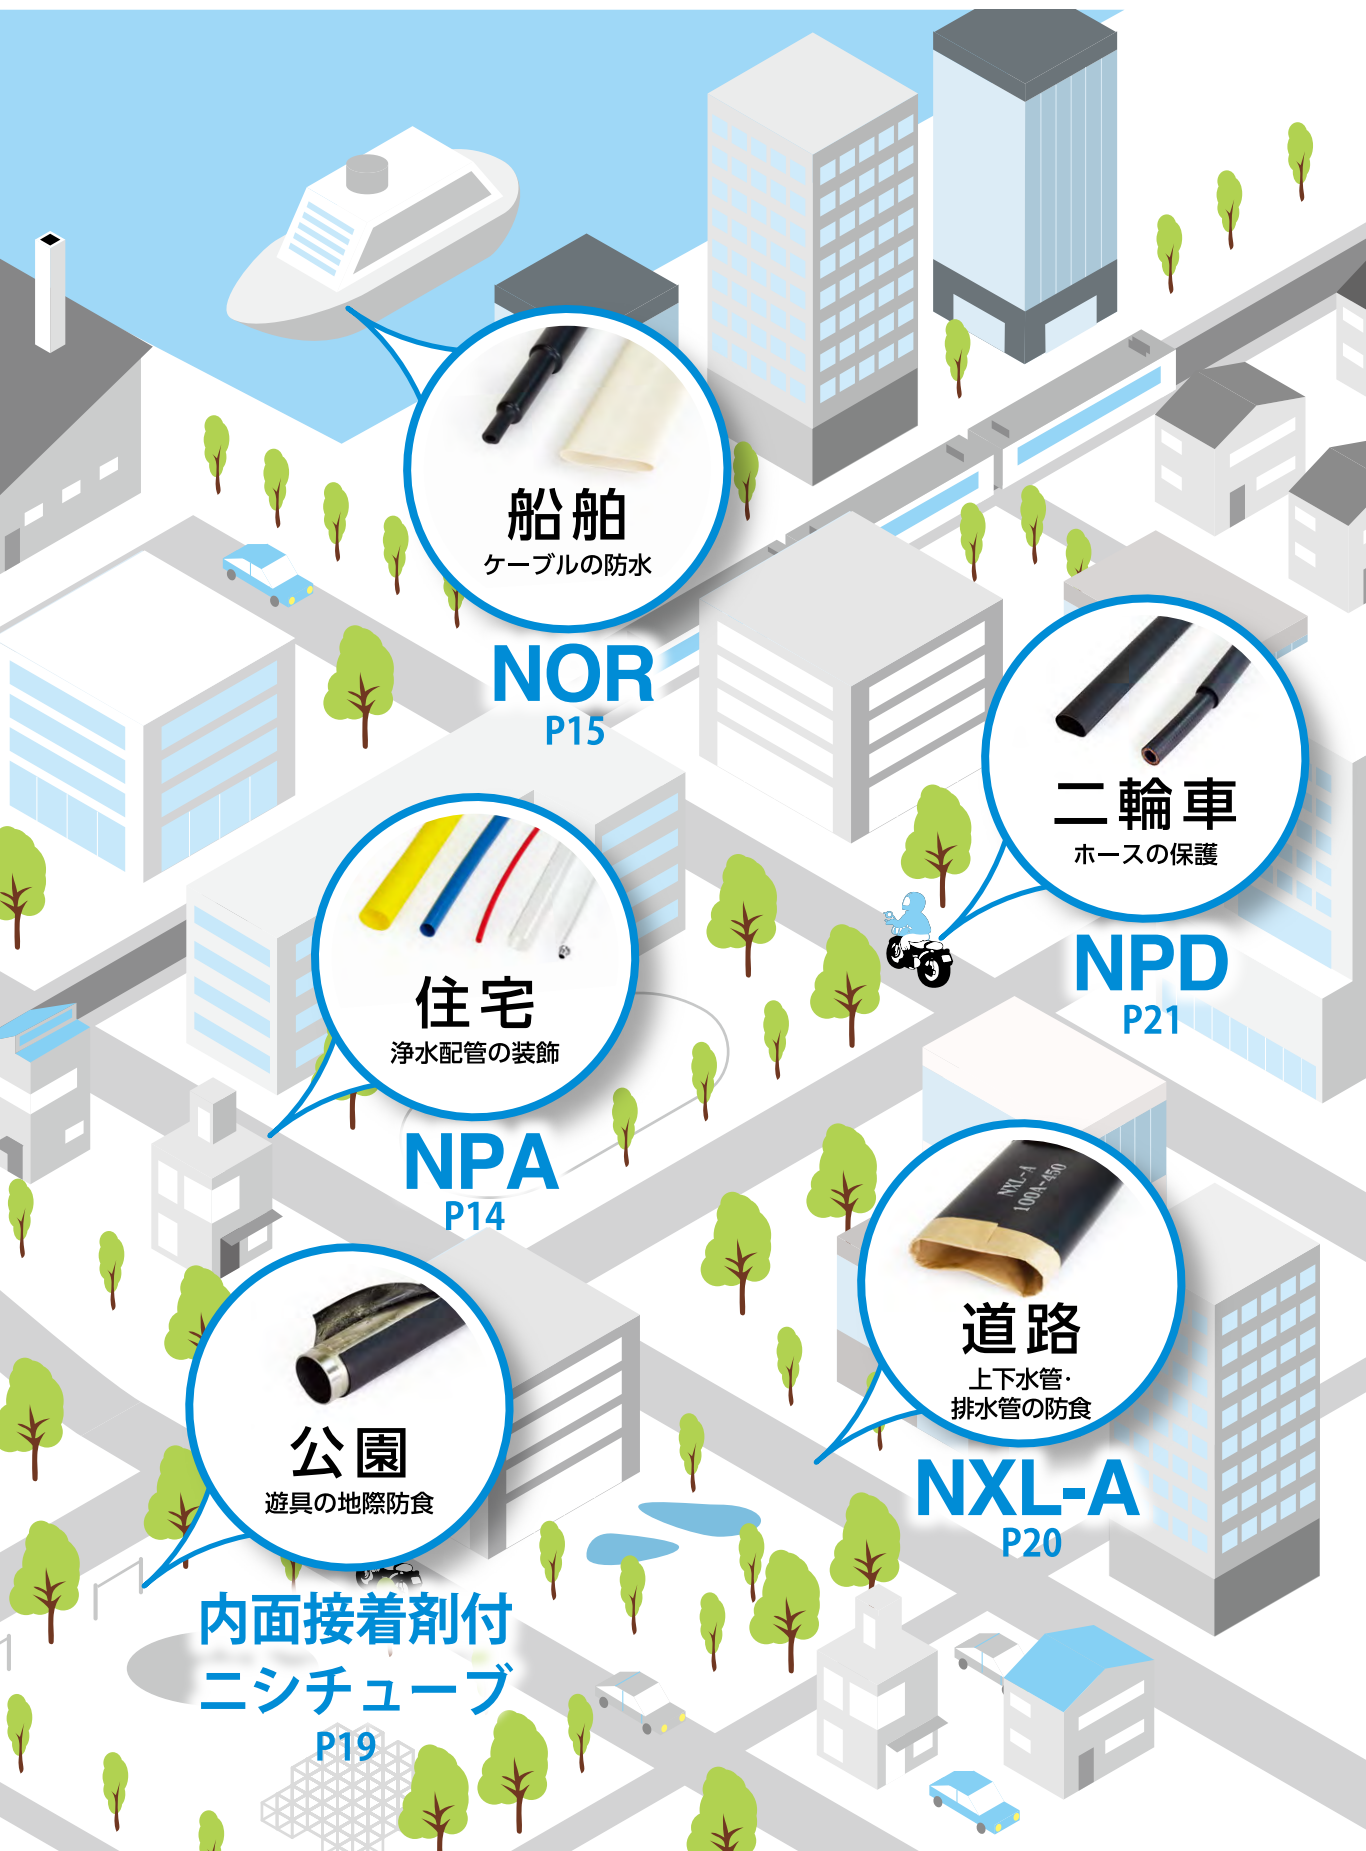 船舶
ケーブルの防水
NOR
P15
二輪車
ホースの保護
NPD
P21
住宅
浄水配管の装飾
NPA
P14
NXL-A
100A-450
道路
上下水管・
排水管の防食
NXL-A
P20
公園
遊具の地際防食
内面接着剤付
ニシチューブ
P19